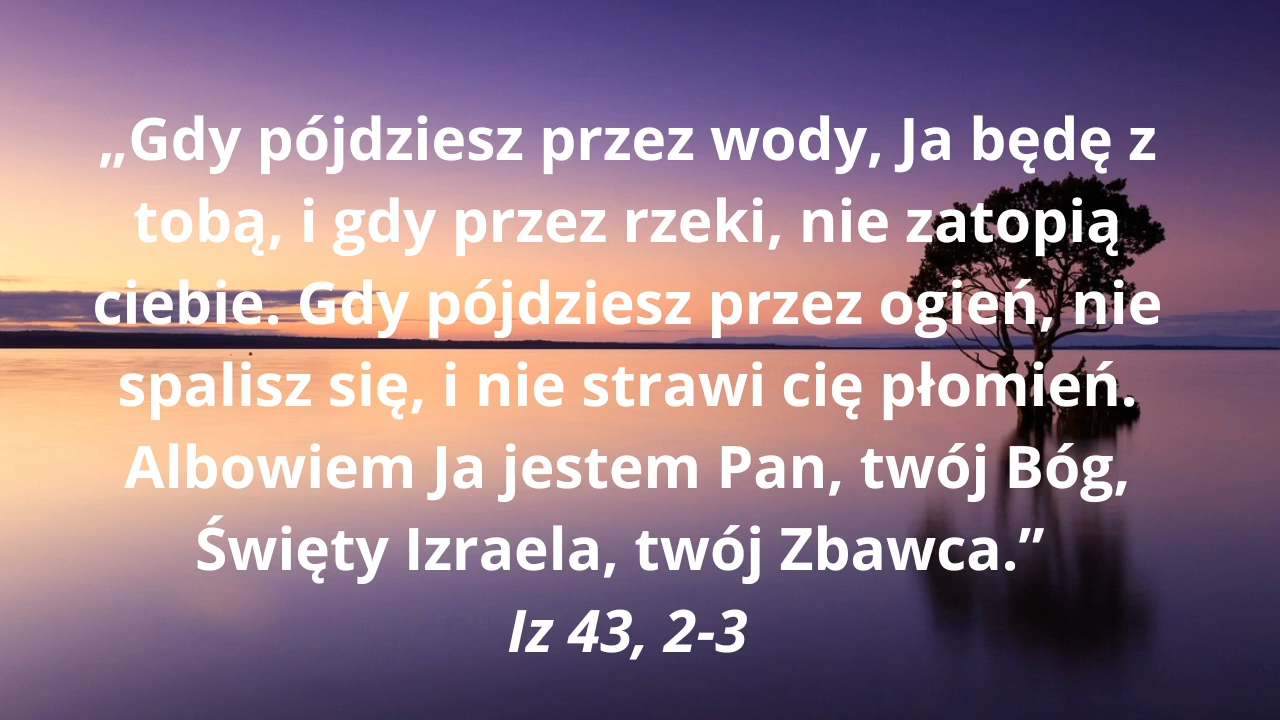 „Gdy pójdziesz przez wody, Ja będę z
tobą, i gdy przez rzeki, nie zatopią
ciebie. Gdy pójdziesz przez ogień, nie
spalisz się, i nie strawi cię płomień.
Albowiem Ja jestem Pan, twój Bóg,
Święty Izraela, twój Zbawca.”
Iz 43, 2-3